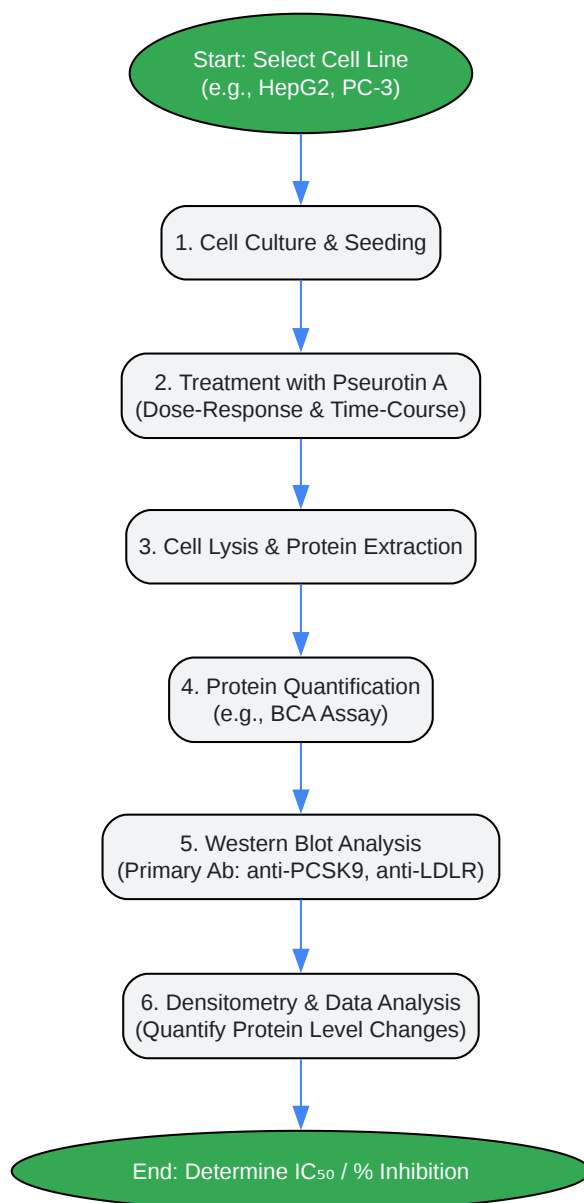 Start: Select Cell Line
(e.g., HepG2, PC-3)
1. Cell Culture & Seeding
2. Treatment with Pseurotin A
(Dose-Response & Time-Course)
3. Cell Lysis & Protein Extraction
4. Protein Quantification
(e.g., BCA Assay)
5. Western Blot Analysis
(Primary Ab: anti-PCSK9, anti-LDLR)
6. Densitometry & Data Analysis
(Quantify Protein Level Changes)
End: Determine IC₅₀ / % Inhibition